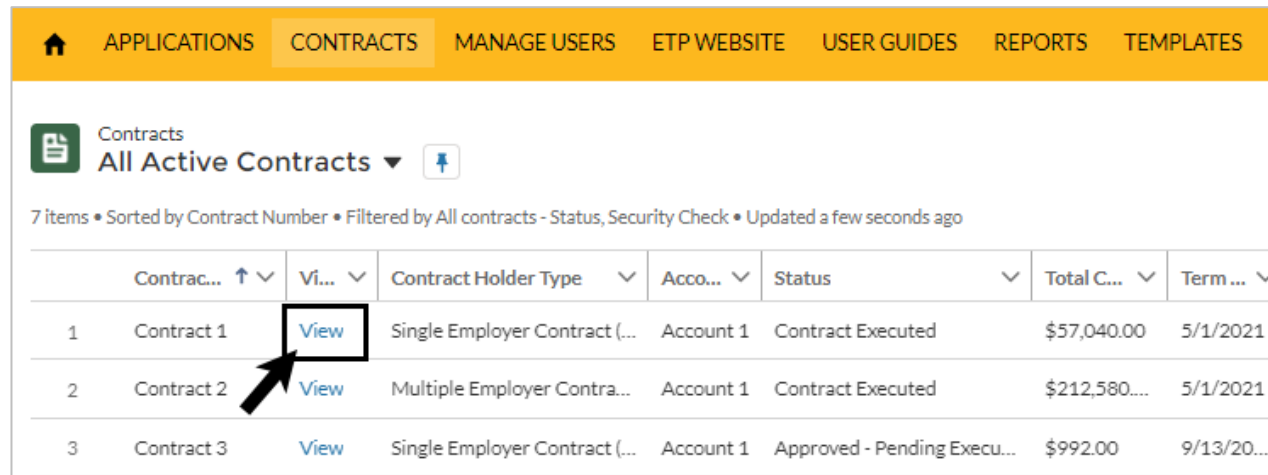 APPLICATIONS CONTRACTS MANAGE USERS ETP WEBSITE USER GUIDES REPORTS TEMPLATES
Contracts
All Active Contracts
7 items • Sorted by Contract Number • Filtered by All contracts - Status, Security Check • Updated a few seconds ago
Contrac... Vi... Contract Holder Type Acco... Status Total C... Term ...
1 Contract 1 View Single Employer Contract (... Account 1 Contract Executed $57,040.00 5/1/2021
2 Contract 2 View Multiple Employer Contra... Account 1 Contract Executed $212,580.... 5/1/2021
3 Contract 3 View Single Employer Contract (... Account 1 Approved - Pending Execu... $992.00 9/13/20...